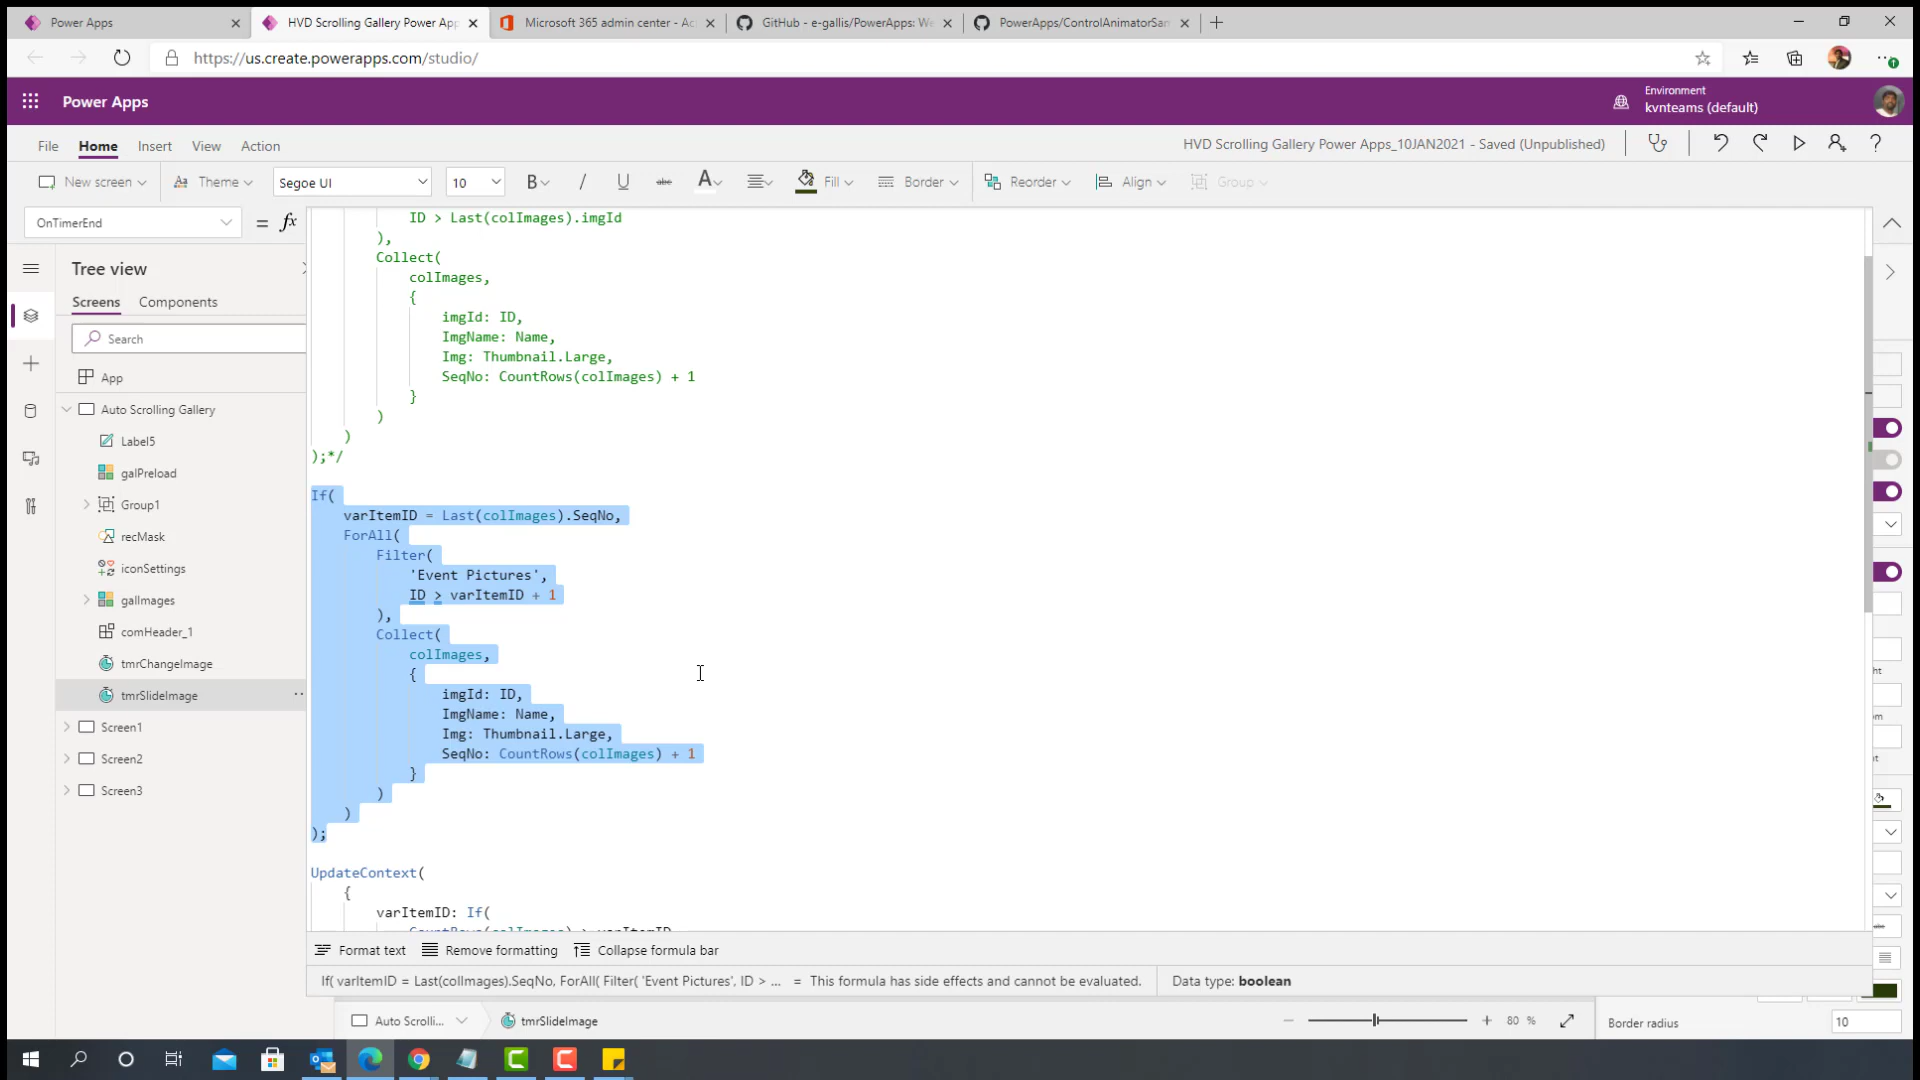 Power Apps
HVD Scrolling Gallery Power App
Microsoft 365 admin center - Ac
GitHub - e-gallis/PowerApps: We
PowerApps/ControlAnimatorSam
https://us.create.powerapps.com/studio/
Power Apps
Environment
kvnteams (default)
File Home Insert View Action
HVD Scrolling Gallery Power Apps_10JAN2021 - Saved (Unpublished)
New screen Theme Segoe UI 10 B / U abc A Fill Border Reorder Align Group
OnTimerEnd = fx
ID > Last(colImages).imgId
),
Collect(
colImages,
{
imgId: ID,
ImgName: Name,
Img: Thumbnail.Large,
SeqNo: CountRows(colImages) + 1
}
)
)
);*/
If(
varItemID = Last(colImages).SeqNo,
ForAll(
Filter(
'Event Pictures',
ID > varItemID + 1
),
Collect(
colImages,
{
imgId: ID,
ImgName: Name,
Img: Thumbnail.Large,
SeqNo: CountRows(colImages) + 1
}
)
)
);
UpdateContext(
{
varItemID: If(
CountRows(colImages) > varItemID
Tree view
Screens Components
Search
App
Auto Scrolling Gallery
Label5
galPreload
Group1
recMask
iconSettings
galImages
comHeader_1
tmrChangeImage
tmrSlideImage
Screen1
Screen2
Screen3
ht
m
t
Format text Remove formatting Collapse formula bar
If( varItemID = Last(colImages).SeqNo, ForAll( Filter( 'Event Pictures', ID > ... = This formula has side effects and cannot be evaluated. Data type: boolean
Auto Scrolli... tmrSlideImage
80 %
Border radius 10